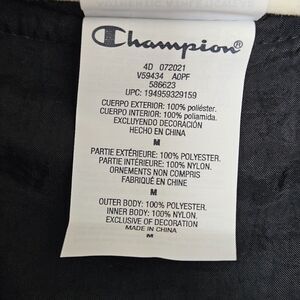 Champion®
4D 072021
V59434 AOPF
586623
UPC: 194959329159
CUERPO EXTERIOR: 100% poliéster.
CUERPO INTERIOR: 100% poliamida.
EXCLUYENDO DECORACIÓN
HECHO EN CHINA
M
PARTIE EXTÉRIEURE: 100% POLYESTER.
PARTIE INTÉRIEURE: 100% NYLON.
ORNEMENTS NON COMPRIS
FABRIQUÉ EN CHINE
M
OUTER BODY: 100% POLYESTER.
INNER BODY: 100% NYLON.
EXCLUSIVE OF DECORATION
MADE IN CHINA
M